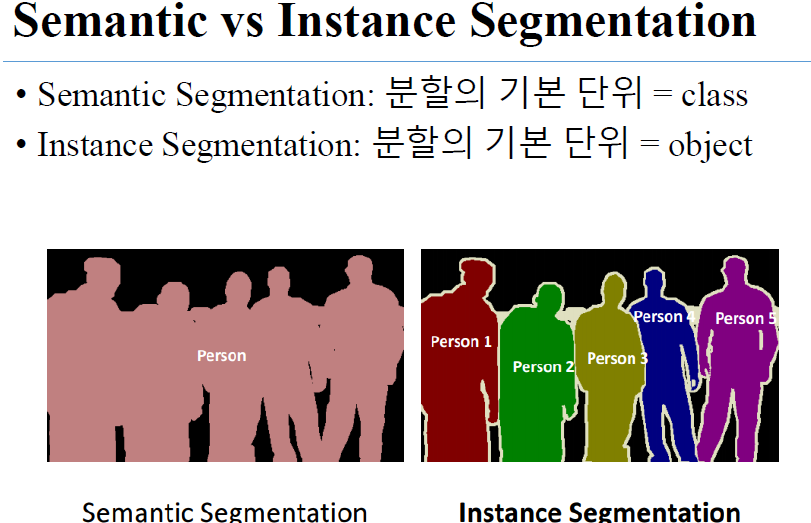 Semantic vs Instance Segmentation
• Semantic Segmentation: 분할의 기본 단위 = class
• Instance Segmentation: 분할의 기본 단위 = object
Person
Person 1
Person 2
Person 3
Person 4
Person 5
Semantic Segmentation
Instance Segmentation